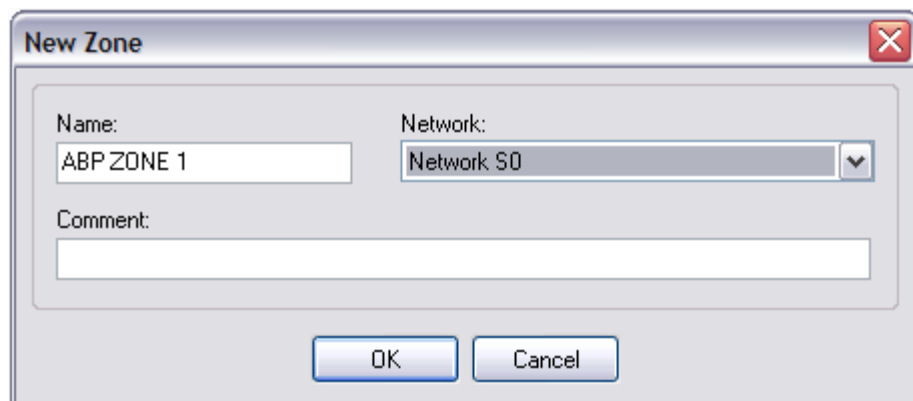 New Zone
Name:
Network:
ABP ZONE 1
Network S0
Comment:
OK
Cancel